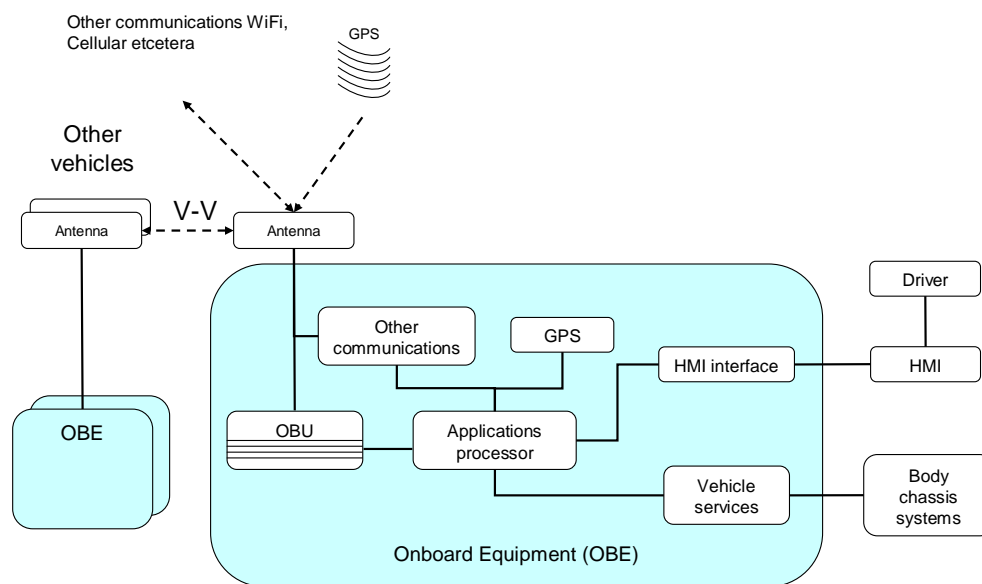 Other communications WiFi,
Cellular etcetera
GPS
Other
vehicles
V-V
Antenna
Antenna
Driver
Other
communications
GPS
HMI interface
HMI
OBE
OBU
Applications
processor
Vehicle
services
Body
chassis
systems
Onboard Equipment (OBE)